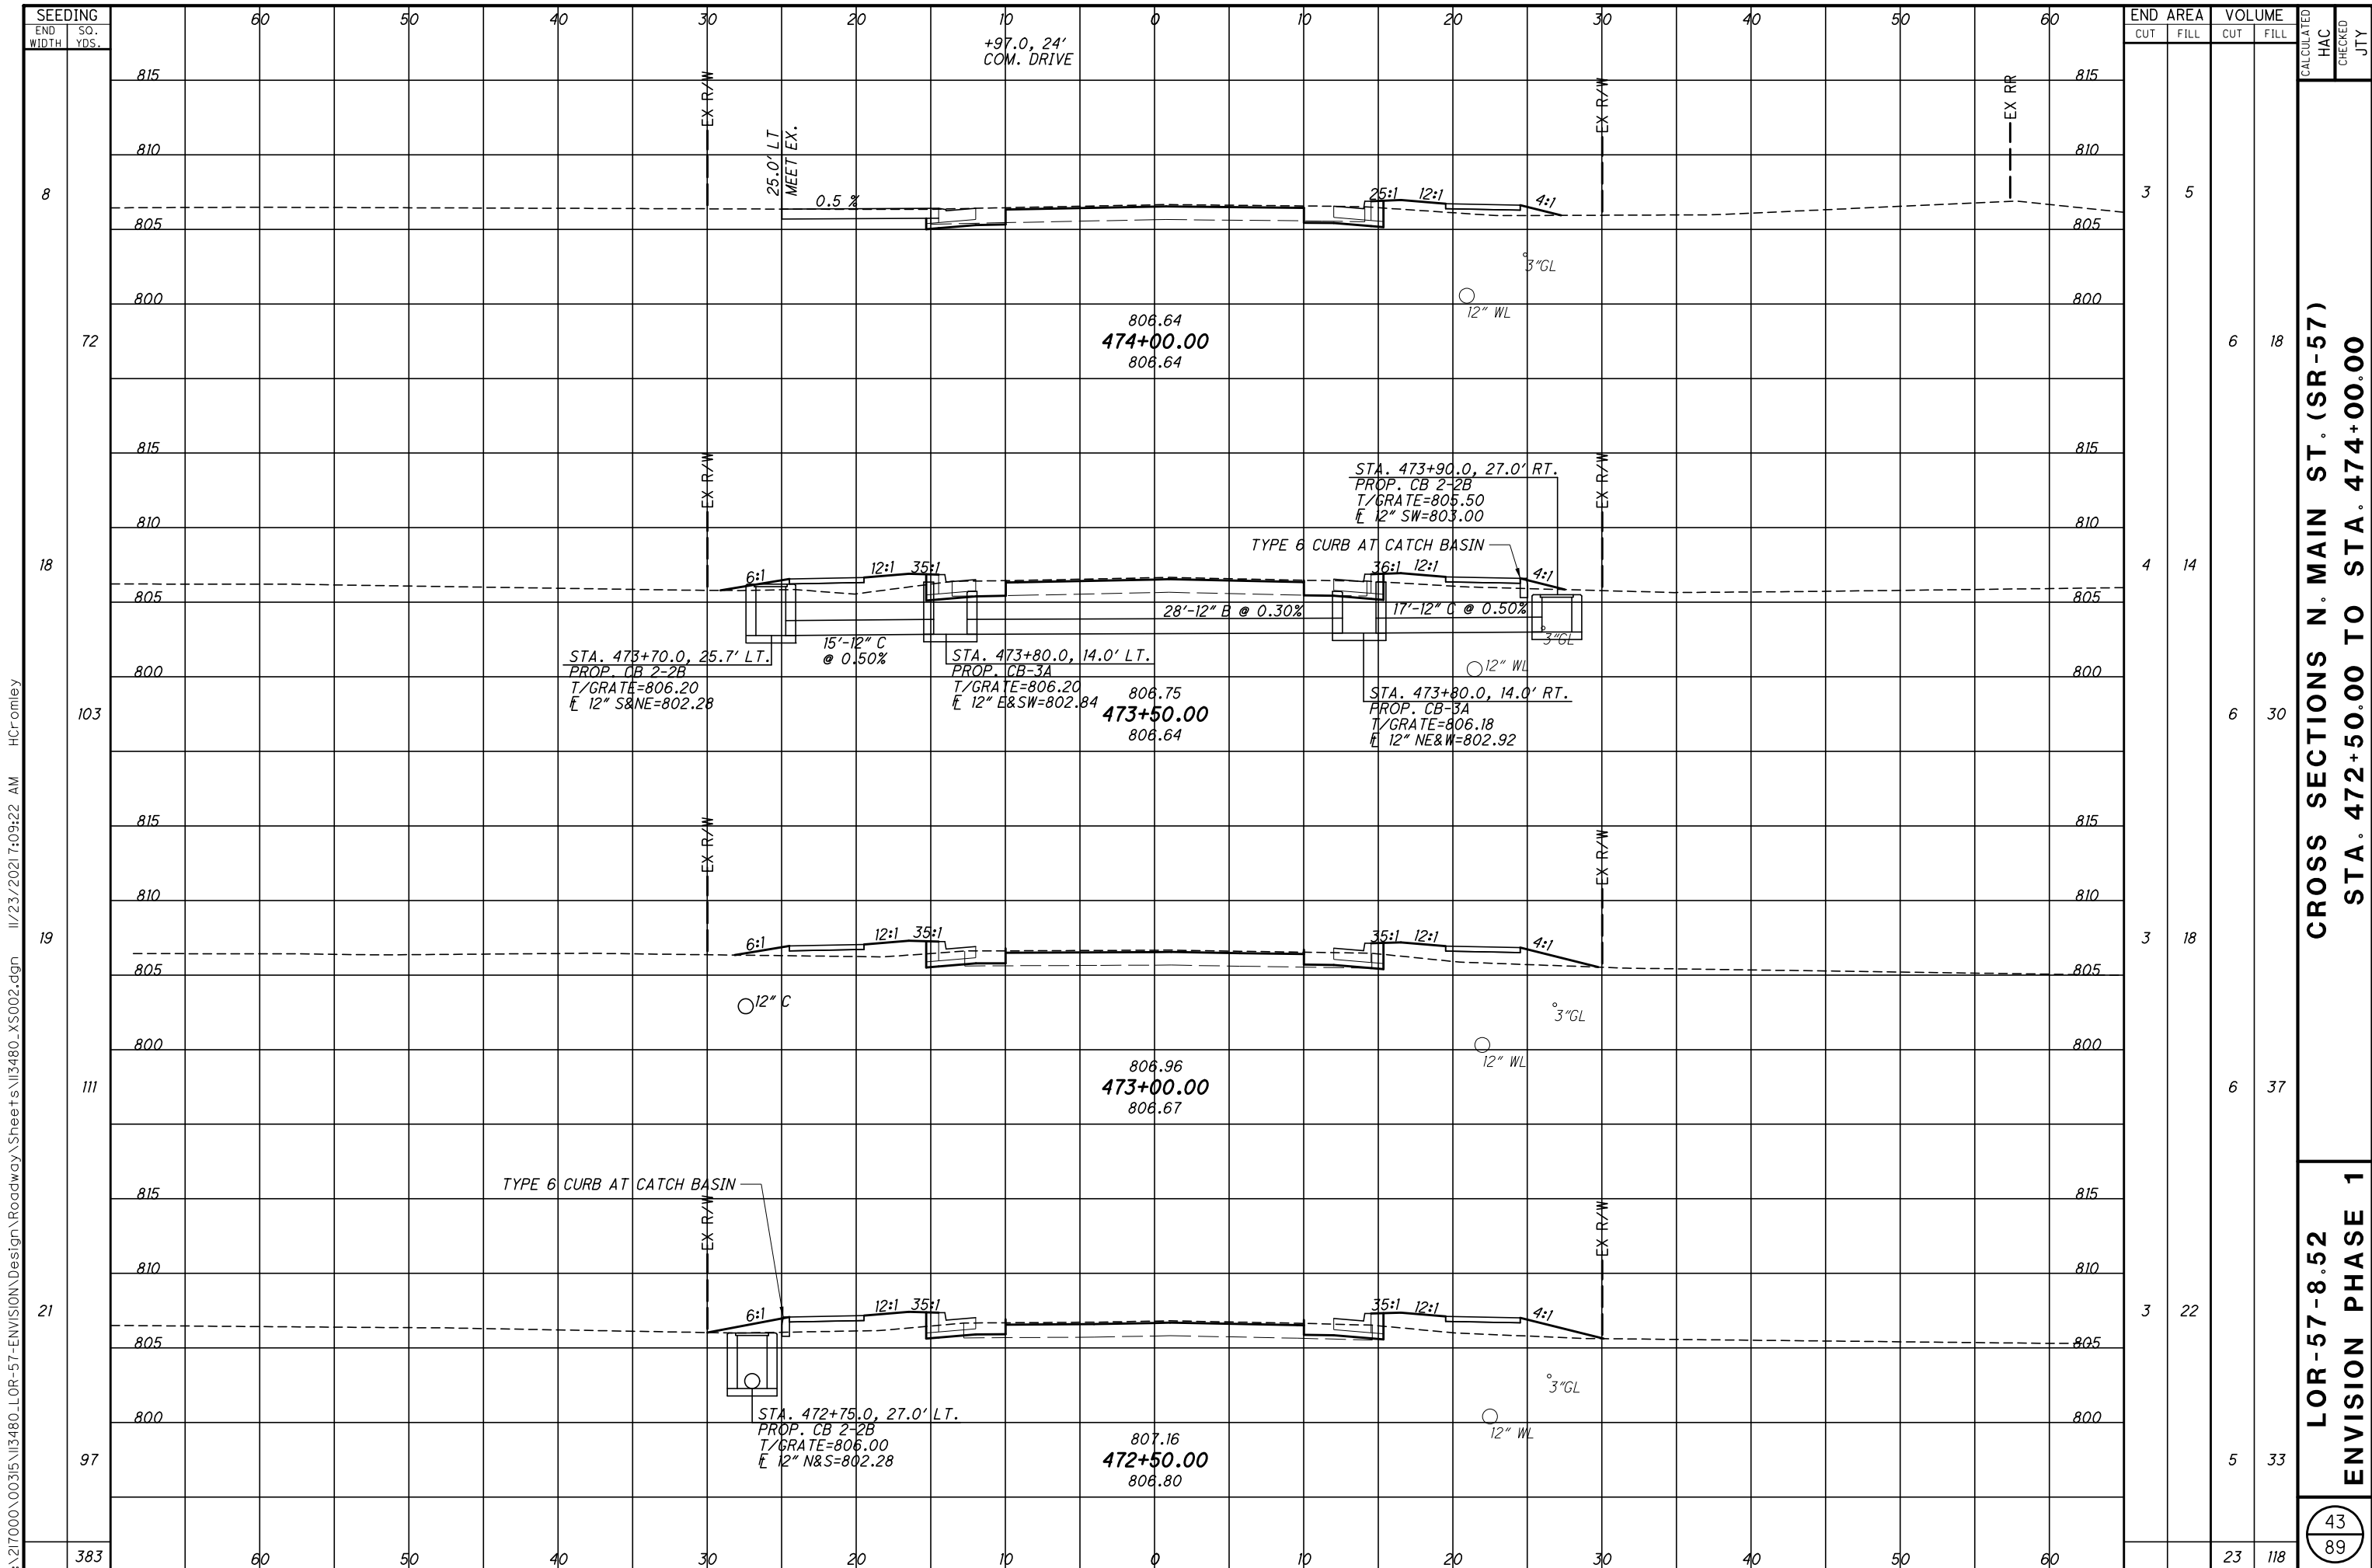 SEEDING
END WIDTH
SQ. YDS.
60 50 40 30 20 10 0 10 20 30 40 50 60
END AREA
VOLUME
CUT FILL CUT FILL
CALCULATED
HAC
CHECKED
JTY
+97.0, 24'
COM. DRIVE
815 815
EX R/W
EX R/W
EX RR
25.0' LT
MEET EX.
810 810
8
0.5 %
25:1 12:1 4:1
3 5
805 805
3"GL
800 800
12" WL
72
806.64
474+00.00
806.64
6 18
815 815
EX R/W
EX R/W
STA. 473+90.0, 27.0' RT.
PROP. CB 2-2B
T/GRATE=805.50
12" SW=803.00
810 810
TYPE 6 CURB AT CATCH BASIN
18
6:1 12:1 35:1 36:1 12:1 4:1
4 14
805 805
28'-12" B @ 0.30%
17'-12" C @ 0.50%
15'-12" C
@ 0.50%
3"GL
12" WL
800 800
STA. 473+70.0, 25.7' LT.
PROP. CB 2-2B
T/GRATE=806.20
12" S&NE=802.28
STA. 473+80.0, 14.0' LT.
PROP. CB-3A
T/GRATE=806.20
12" E&SW=802.84
STA. 473+80.0, 14.0' RT.
PROP. CB-3A
T/GRATE=806.18
12" NE&W=802.92
103
806.75
473+50.00
806.64
6 30
815 815
EX R/W
EX R/W
810 810
19
6:1 12:1 35:1 35:1 12:1 4:1
3 18
805 805
12" C
3"GL
12" WL
800 800
111
806.96
473+00.00
806.67
6 37
TYPE 6 CURB AT CATCH BASIN
815 815
EX R/W
EX R/W
810 810
21
6:1 12:1 35:1 35:1 12:1 4:1
3 22
805 805
3"GL
12" WL
800 800
STA. 472+75.0, 27.0' LT.
PROP. CB 2-2B
T/GRATE=806.00
12" N&S=802.28
97
807.16
472+50.00
806.80
5 33
383
60 50 40 30 20 10 0 10 20 30 40 50 60
23 118
CROSS SECTIONS N. MAIN ST. (SR-57)
STA. 472+50.00 TO STA. 474+00.00
LOR-57-8.52
ENVISION PHASE 1
43
89
:\217000\00315\113480_LOR-57-ENVISION\Design\Roadway\Sheets\113480_XS002.dgn 11/23/2021 7:09:22 AM HCromley